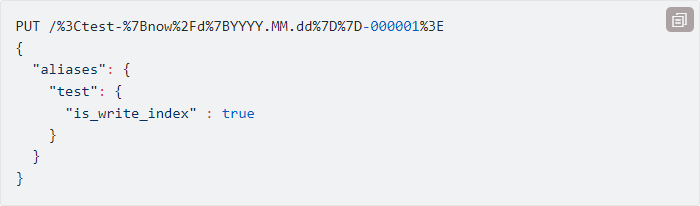 PUT /%3Ctest-%7Bnow%2Fd%7BYYYY.MM.dd%7D%7D-000001%3E
{
  "aliases": {
    "test": {
      "is_write_index" : true
    }
  }
}